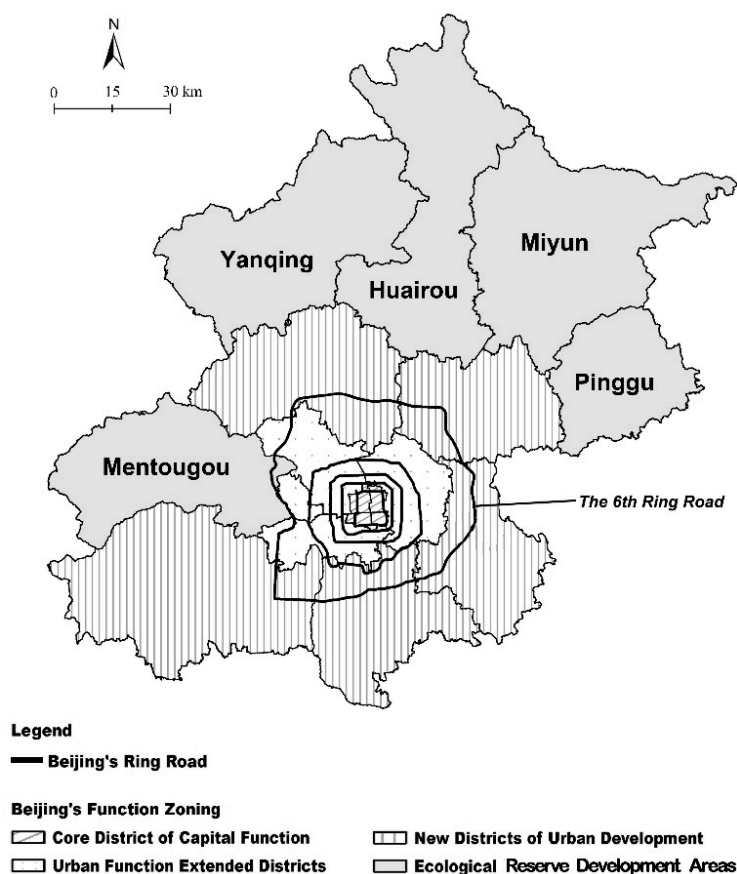 N
0 15 30 km
Yanqing
Miyun
Huairou
Pinggu
Mentougou
The 6th Ring Road
Legend
Beijing's Ring Road
Beijing's Function Zoning
Core District of Capital Function
New Districts of Urban Development
Urban Function Extended Districts
Ecological Reserve Development Areas